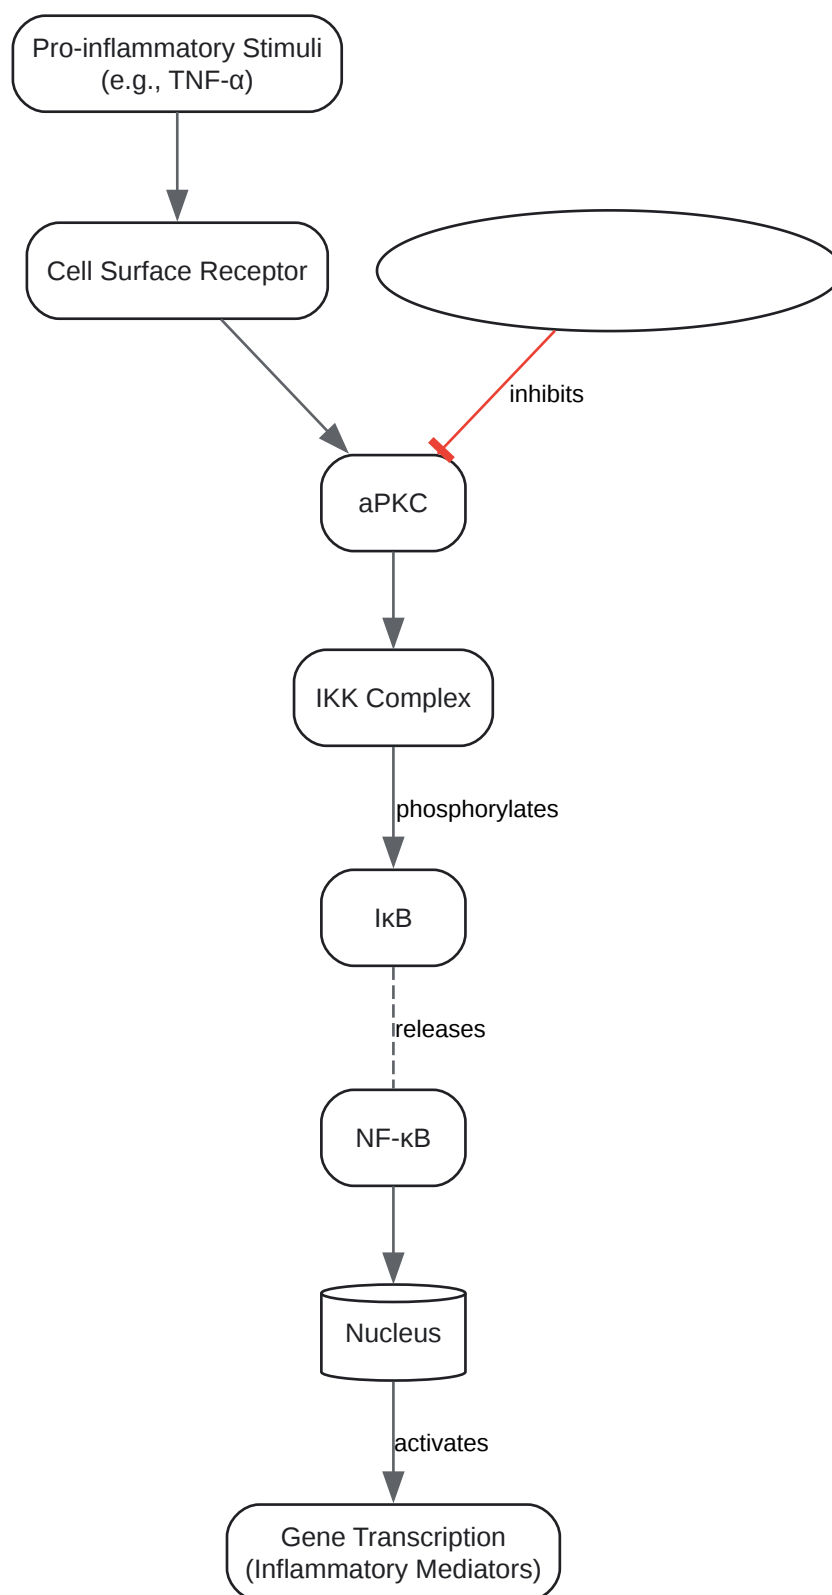 Pro-inflammatory Stimuli
(e.g., TNF-α)
Cell Surface Receptor
inhibits
aPKC
IKK Complex
phosphorylates
IκB
releases
NF-κB
Nucleus
activates
Gene Transcription
(Inflammatory Mediators)